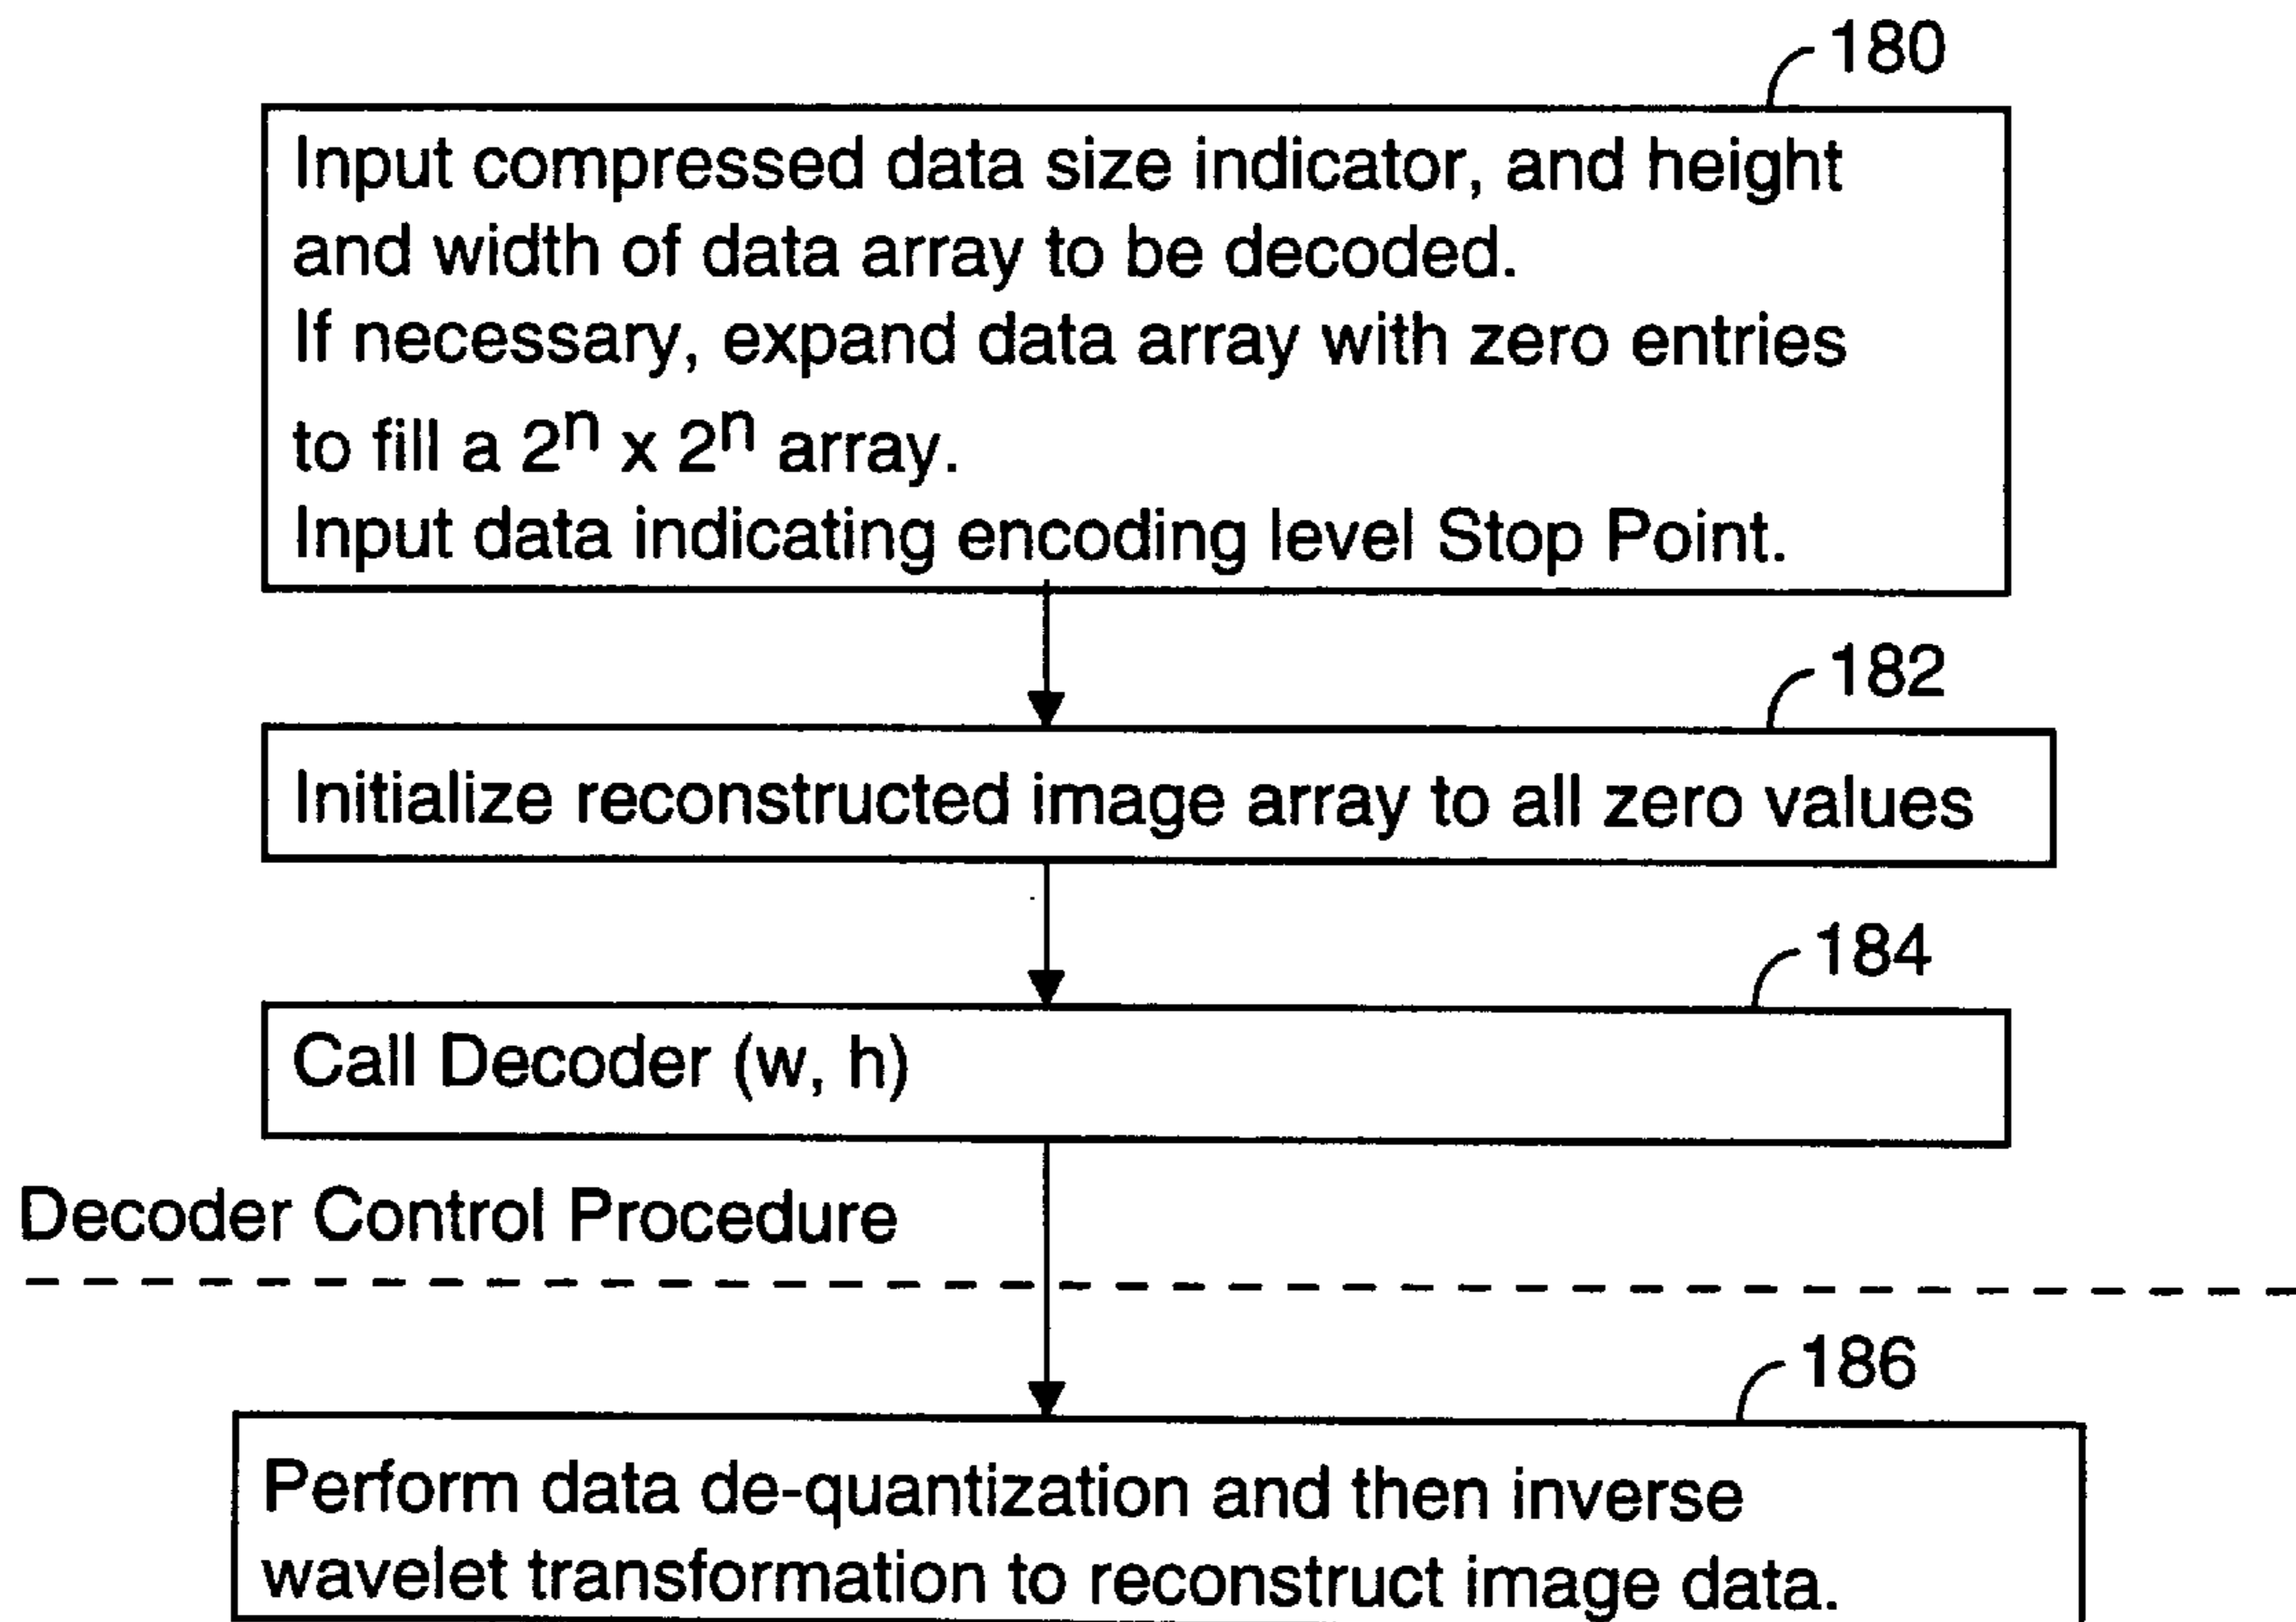 180
Input compressed data size indicator, and height
and width of data array to be decoded.
If necessary, expand data array with zero entries
to fill a 2ⁿ x 2ⁿ array.
Input data indicating encoding level Stop Point.
182
Initialize reconstructed image array to all zero values
184
Call Decoder (w, h)
Decoder Control Procedure
186
Perform data de-quantization and then inverse
wavelet transformation to reconstruct image data.